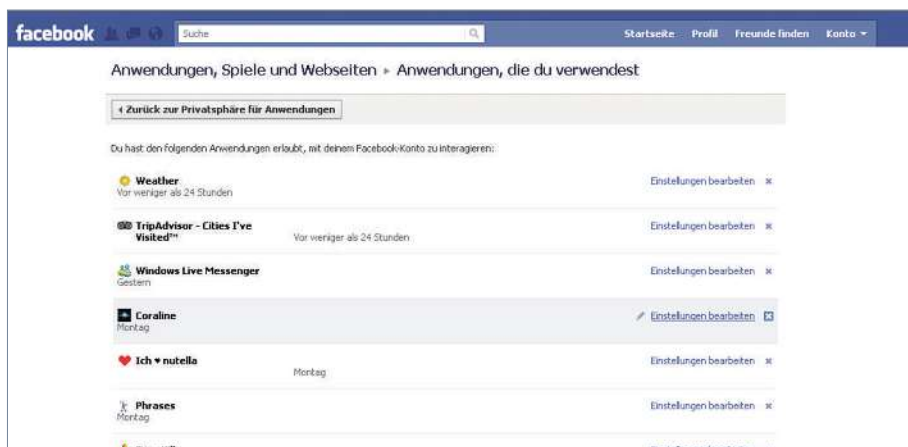 facebook
Suche
Startseite Profil Freunde finden Konto
Anwendungen, Spiele und Webseiten ▸ Anwendungen, die du verwendest
Zurück zur Privatsphäre für Anwendungen
Du hast den folgenden Anwendungen erlaubt, mit deinem Facebook-Konto zu interagieren:
Weather Einstellungen bearbeiten x
Vor weniger als 24 Stunden
TripAdvisor - Cities I've Einstellungen bearbeiten x
Visited™ Vor weniger als 24 Stunden
Windows Live Messenger Einstellungen bearbeiten x
Gestern
Coraline Einstellungen bearbeiten x
Montag
Ich ♥ nutella Einstellungen bearbeiten x
Montag
Phrases Einstellungen bearbeiten x
Montag